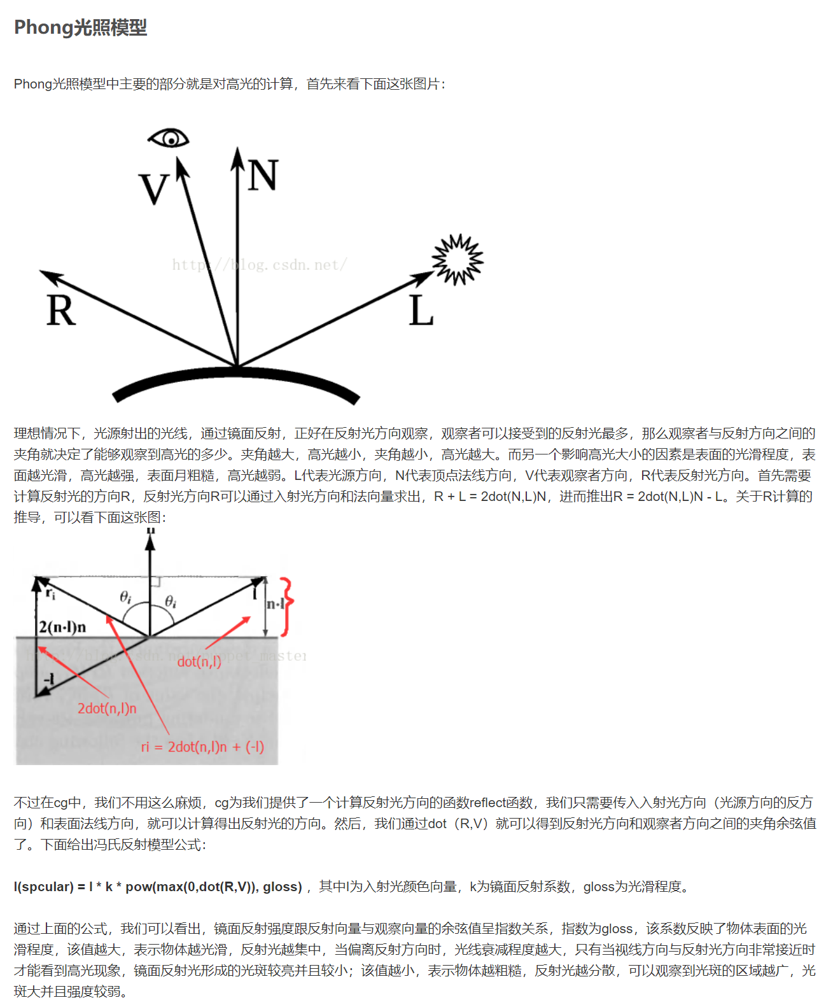 Phong光照模型
Phong光照模型中主要的部分就是对高光的计算，首先来看下面这张图片：
V
N
http://blog.csdn.net/
R
L
理想情况下，光源射出的光线，通过镜面反射，正好在反射光方向观察，观察者可以接受到的反射光最多，那么观察者与反射方向之间的
夹角就决定了能够观察到高光的多少。夹角越大，高光越小，夹角越小，高光越大。而另一个影响高光大小的因素是表面的光滑程度，表
面越光滑，高光越强，表面月粗糙，高光越弱。L代表光源方向，N代表顶点法线方向，V代表观察者方向，R代表反射光方向。首先需要
计算反射光的方向R，反射光方向R可以通过入射光方向和法向量求出，R + L = 2dot(N,L)N，进而推出R = 2dot(N,L)N - L。关于R计算的
推导，可以看下面这张图：
n
r<sub>i</sub>
θ<sub>i</sub>
θ<sub>i</sub>
l
n·l
2(n·l)n
dot(n,l)
-l
2dot(n,l)n
ri = 2dot(n,l)n + (-l)
不过在cg中，我们不用这么麻烦，cg为我们提供了一个计算反射光方向的函数reflect函数，我们只需要传入入射光方向（光源方向的反方
向）和表面法线方向，就可以计算得出反射光的方向。然后，我们通过dot（R,V）就可以得到反射光方向和观察者方向之间的夹角余弦值
了。下面给出冯氏反射模型公式：
I(spcular) = I * k * pow(max(0,dot(R,V)), gloss) ，其中I为入射光颜色向量，k为镜面反射系数，gloss为光滑程度。
通过上面的公式，我们可以看出，镜面反射强度跟反射向量与观察向量的余弦值呈指数关系，指数为gloss，该系数反映了物体表面的光
滑程度，该值越大，表示物体越光滑，反射光越集中，当偏离反射方向时，光线衰减程度越大，只有当视线方向与反射光方向非常接近时
才能看到高光现象，镜面反射光形成的光斑较亮并且较小；该值越小，表示物体越粗糙，反射光越分散，可以观察到光斑的区域越广，光
斑大并且强度较弱。